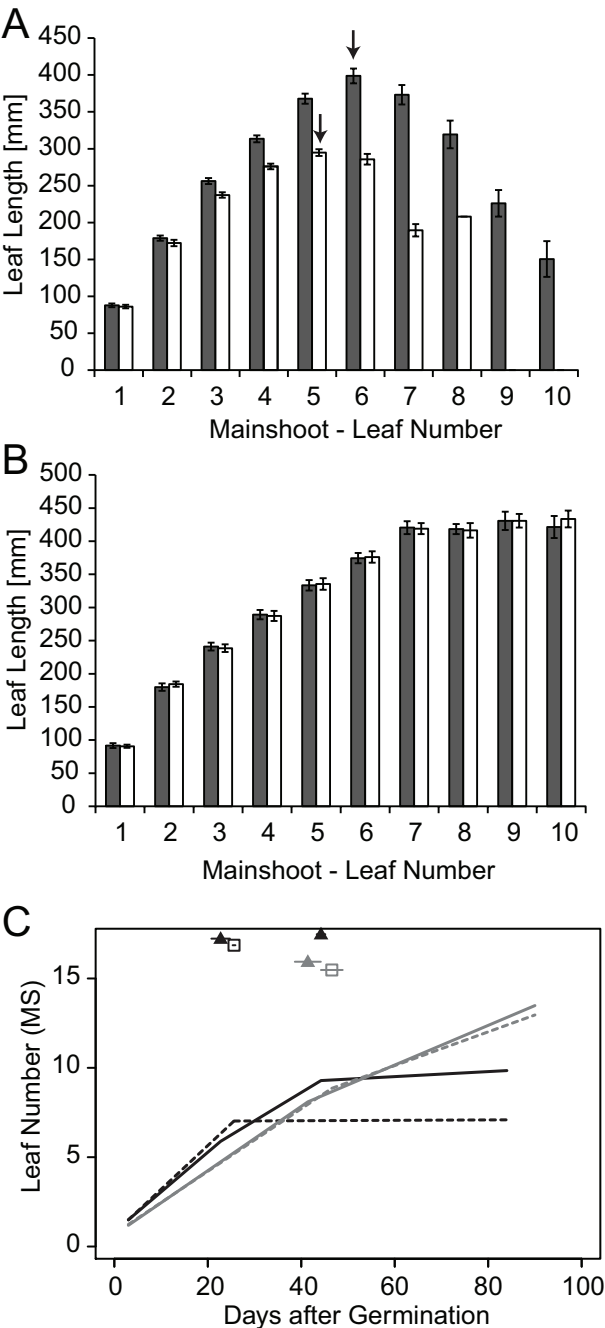 A
Leaf Length [mm]
450
400
350
300
250
200
150
100
50
0
1 2 3 4 5 6 7 8 9 10
Mainshoot - Leaf Number
B
Leaf Length [mm]
500
450
400
350
300
250
200
150
100
50
0
1 2 3 4 5 6 7 8 9 10
Mainshoot - Leaf Number
C
Leaf Number (MS)
15
10
5
0
0 20 40 60 80 100
Days after Germination